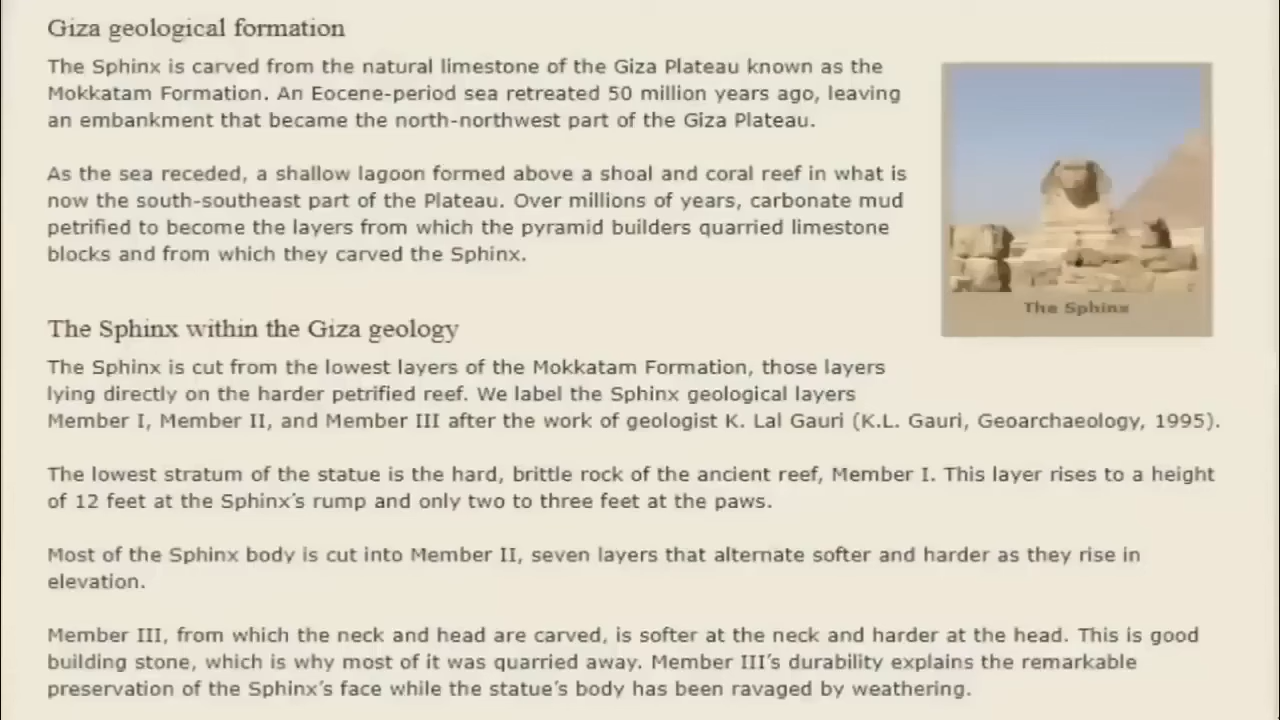 Giza geological formation
The Sphinx is carved from the natural limestone of the Giza Plateau known as the
Mokkatam Formation. An Eocene-period sea retreated 50 million years ago, leaving
an embankment that became the north-northwest part of the Giza Plateau.
As the sea receded, a shallow lagoon formed above a shoal and coral reef in what is
now the south-southeast part of the Plateau. Over millions of years, carbonate mud
petrified to become the layers from which the pyramid builders quarried limestone
blocks and from which they carved the Sphinx.
The Sphinx
The Sphinx within the Giza geology
The Sphinx is cut from the lowest layers of the Mokkatam Formation, those layers
lying directly on the harder petrified reef. We label the Sphinx geological layers
Member I, Member II, and Member III after the work of geologist K. Lal Gauri (K.L. Gauri, Geoarchaeology, 1995).
The lowest stratum of the statue is the hard, brittle rock of the ancient reef, Member I. This layer rises to a height
of 12 feet at the Sphinx's rump and only two to three feet at the paws.
Most of the Sphinx body is cut into Member II, seven layers that alternate softer and harder as they rise in
elevation.
Member III, from which the neck and head are carved, is softer at the neck and harder at the head. This is good
building stone, which is why most of it was quarried away. Member III's durability explains the remarkable
preservation of the Sphinx's face while the statue's body has been ravaged by weathering.